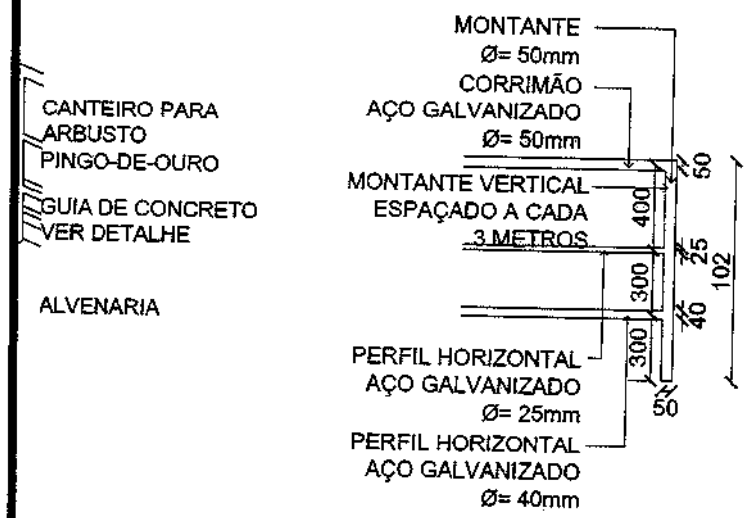 CANTEIRO PARA
ARBUSTO
PINGO-DE-OURO
GUIA DE CONCRETO
VER DETALHE
ALVENARIA
MONTANTE
Ø= 50mm
CORRIMÃO
AÇO GALVANIZADO
Ø= 50mm
MONTANTE VERTICAL
ESPAÇADO A CADA
3 METROS
PERFIL HORIZONTAL
AÇO GALVANIZADO
Ø= 25mm
PERFIL HORIZONTAL
AÇO GALVANIZADO
Ø= 40mm
400
300
300
50
25
40
102
50